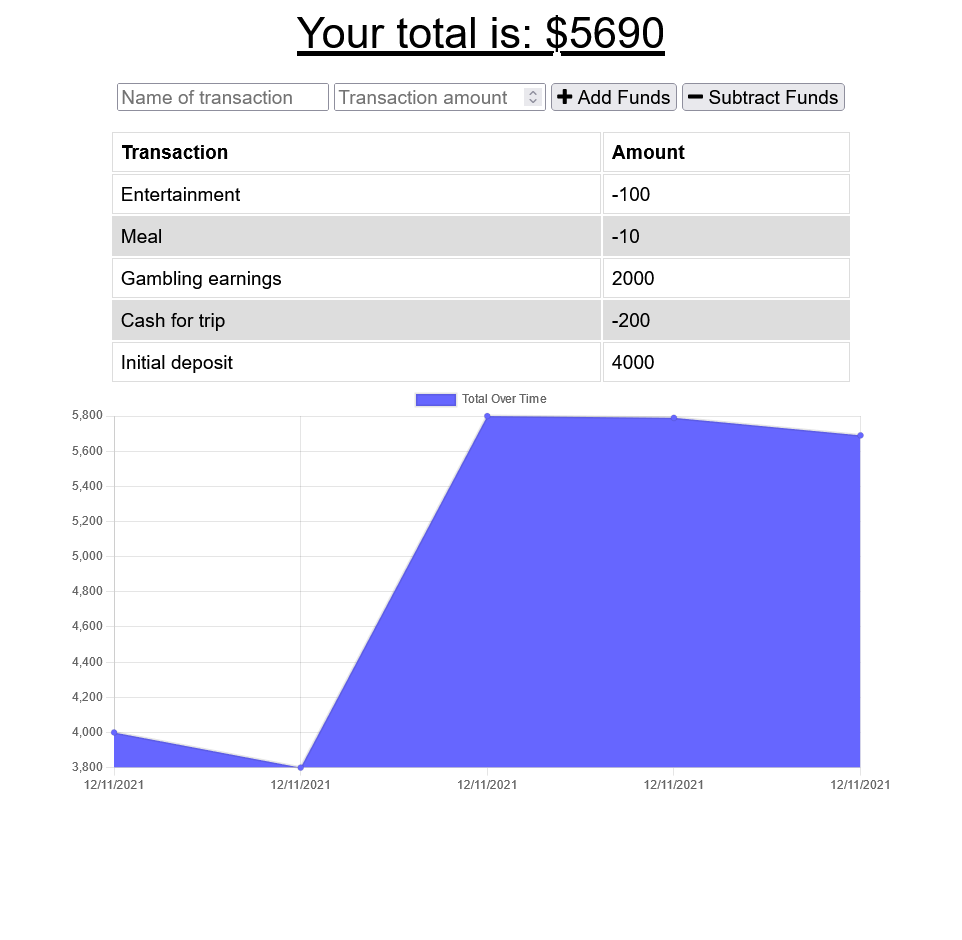 Your total is: $5690
Name of transaction Transaction amount Add Funds Subtract Funds
Transaction Amount
Entertainment -100
Meal -10
Gambling earnings 2000
Cash for trip -200
Initial deposit 4000
Total Over Time
5,800
5,600
5,400
5,200
5,000
4,800
4,600
4,400
4,200
4,000
3,800
12/11/2021 12/11/2021 12/11/2021 12/11/2021 12/11/2021